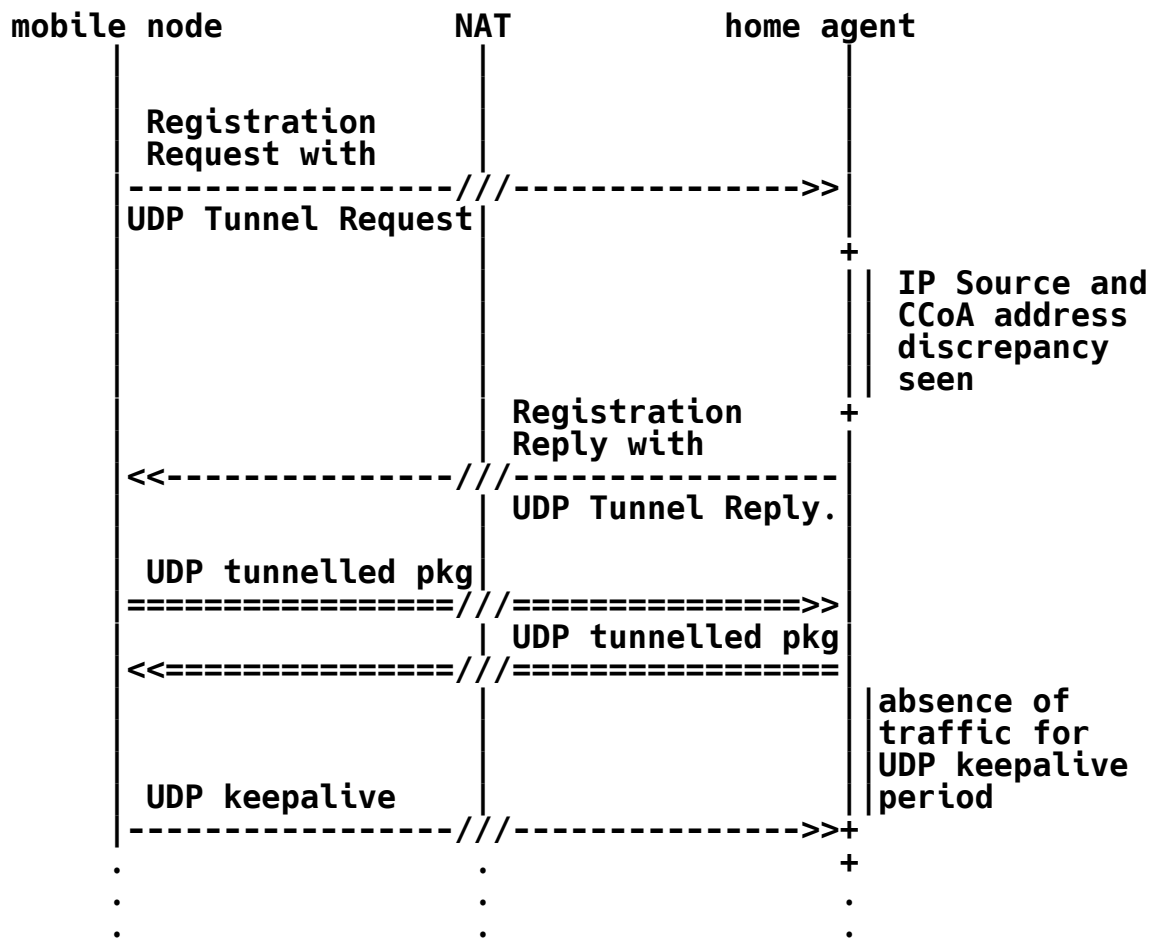 mobile node NAT home agent
Registration
Request with
-----------------///--------------->>
UDP Tunnel Request
+
IP Source and
CCoA address
discrepancy
seen
Registration +
Reply with
<<---------------///-----------------
UDP Tunnel Reply.
UDP tunnelled pkg
=================///===============>>
UDP tunnelled pkg
<<===============///=================
absence of
traffic for
UDP keepalive
UDP keepalive period
-----------------///--------------->>+
. . +
. . .
. . .